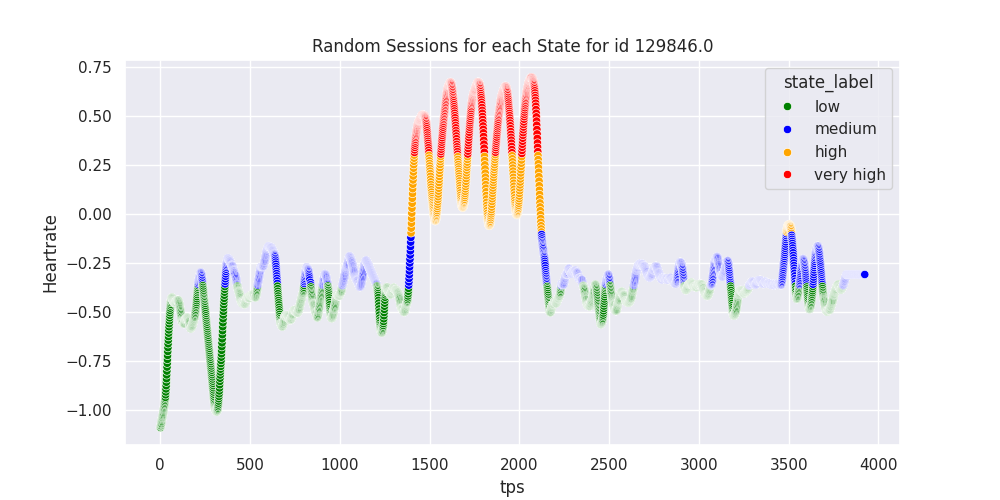 Random Sessions for each State for id 129846.0
Heartrate
0.75
0.50
0.25
0.00
−0.25
−0.50
−0.75
−1.00
state_label
low
medium
high
very high
0 500 1000 1500 2000 2500 3000 3500 4000
tps